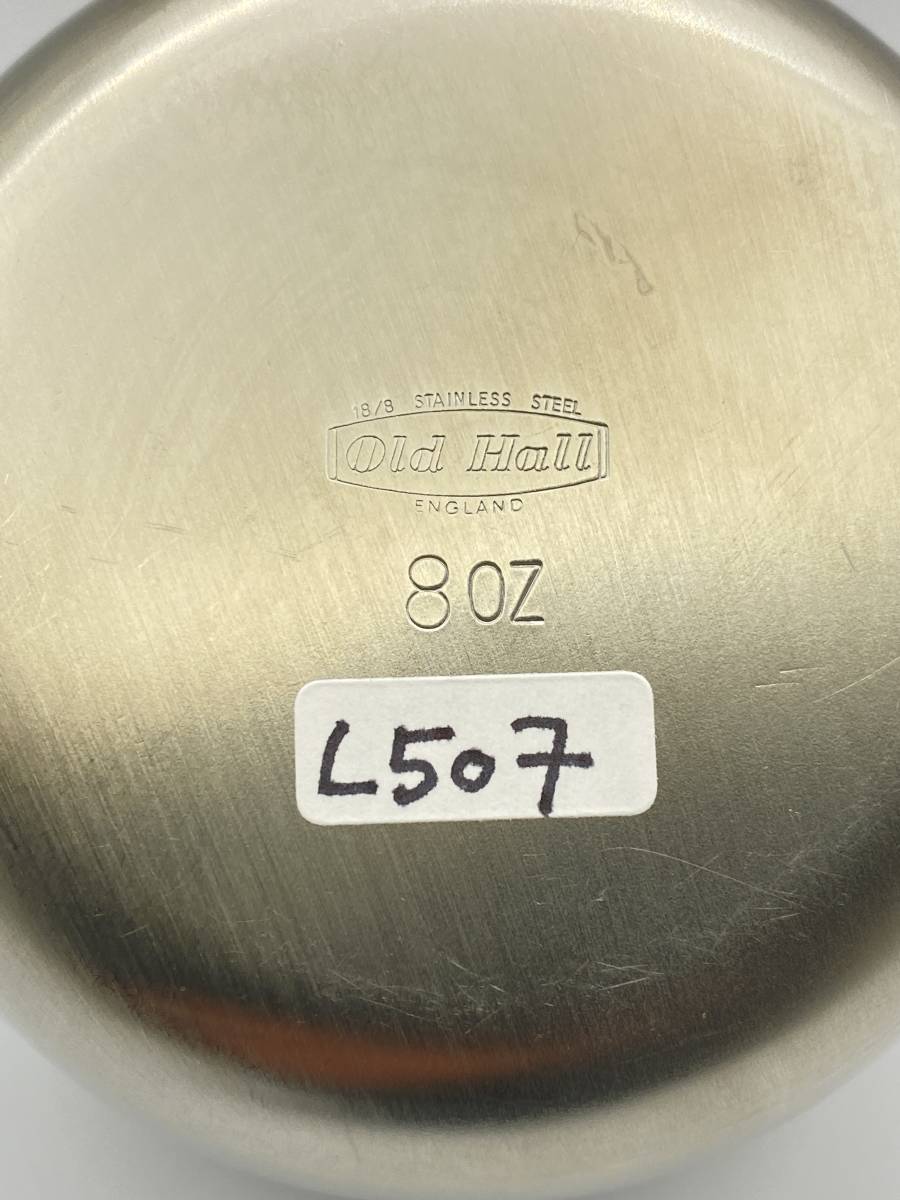 18/8 STAINLESS STEEL
Old Hall
ENGLAND
8 OZ
L507